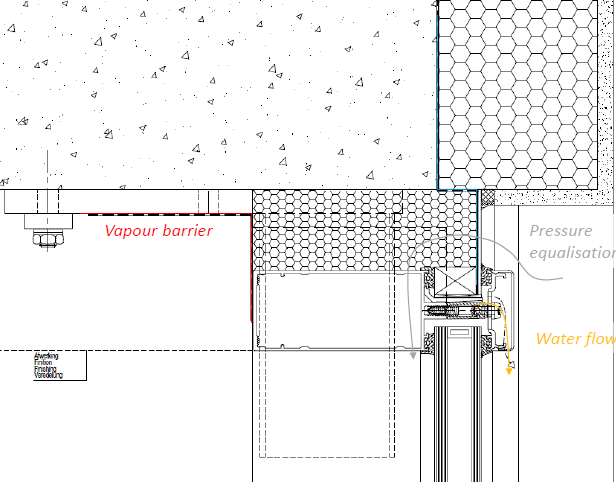 Vapour barrier
Pressure
equalisation
Water flow
Afwerking
Finition
Finishing
Veredelung